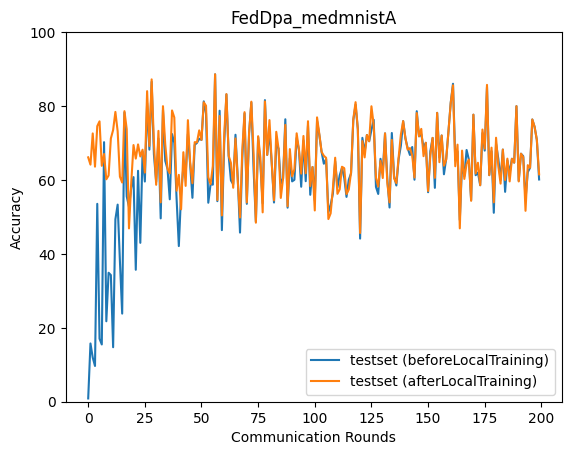 FedDpa_medmnistA
100
80
60
40
20
0
Accuracy
testset (beforeLocalTraining)
testset (afterLocalTraining)
0 25 50 75 100 125 150 175 200
Communication Rounds